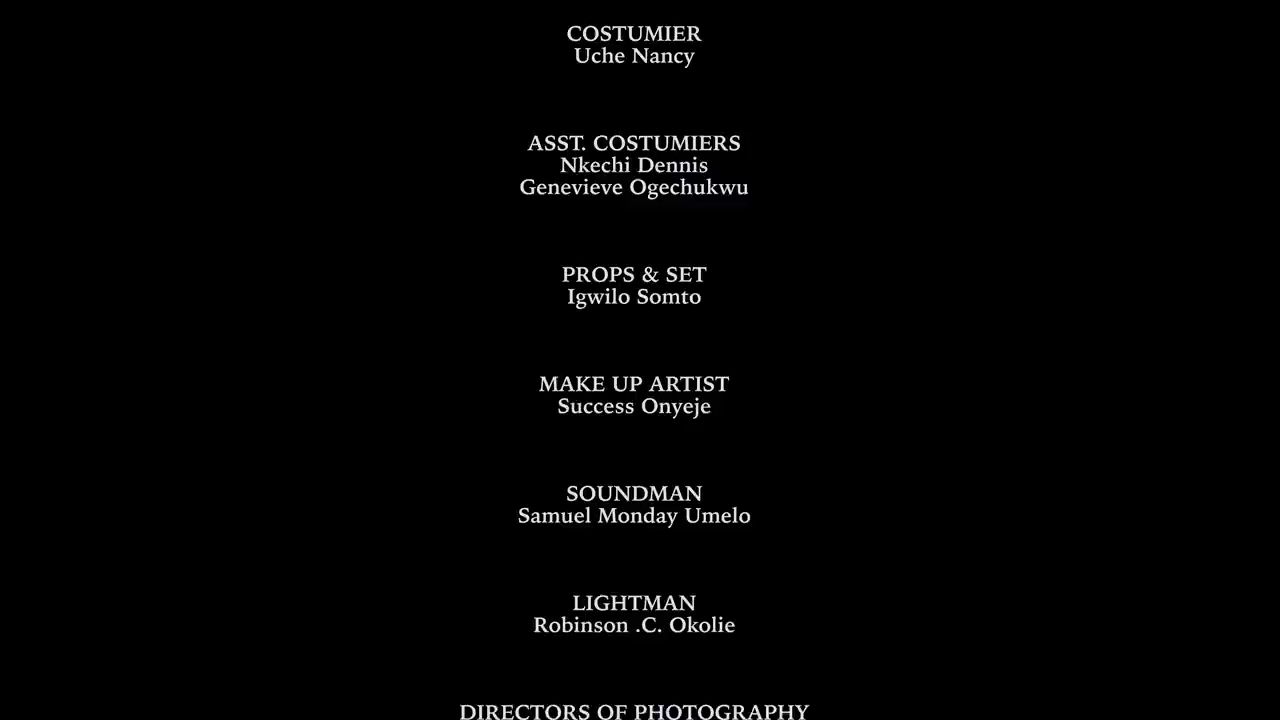 COSTUMIER
Uche Nancy
ASST. COSTUMIERS
Nkechi Dennis
Genevieve Ogechukwu
PROPS & SET
Igwilo Somto
MAKE UP ARTIST
Success Onyeje
SOUNDMAN
Samuel Monday Umelo
LIGHTMAN
Robinson .C. Okolie
DIRECTORS OF PHOTOGRAPHY